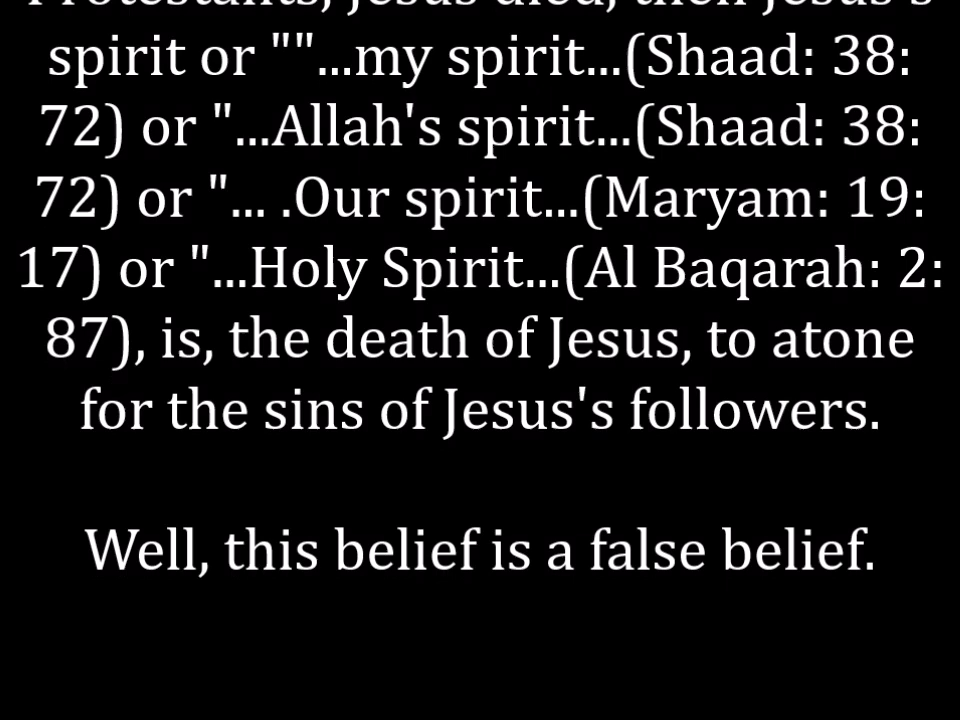 Protestants, Jesus died, then Jesus's
spirit or ""...my spirit...(Shaad: 38:
72) or "...Allah's spirit...(Shaad: 38:
72) or "... .Our spirit...(Maryam: 19:
17) or "...Holy Spirit...(Al Baqarah: 2:
87), is, the death of Jesus, to atone
for the sins of Jesus's followers.
Well, this belief is a false belief.